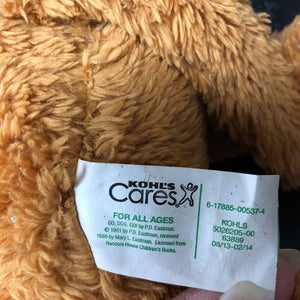 KOHL'S
Cares
FOR ALL AGES
GO, DOG. GO! by P.D. Eastman.
© 1961 by P.D. Eastman, renewed
1989 by Mary L. Eastman. Licensed from
Random House Children's Books.
6-17885-00537-4
KOHLS
5026205-00
63889
08/13-02/14